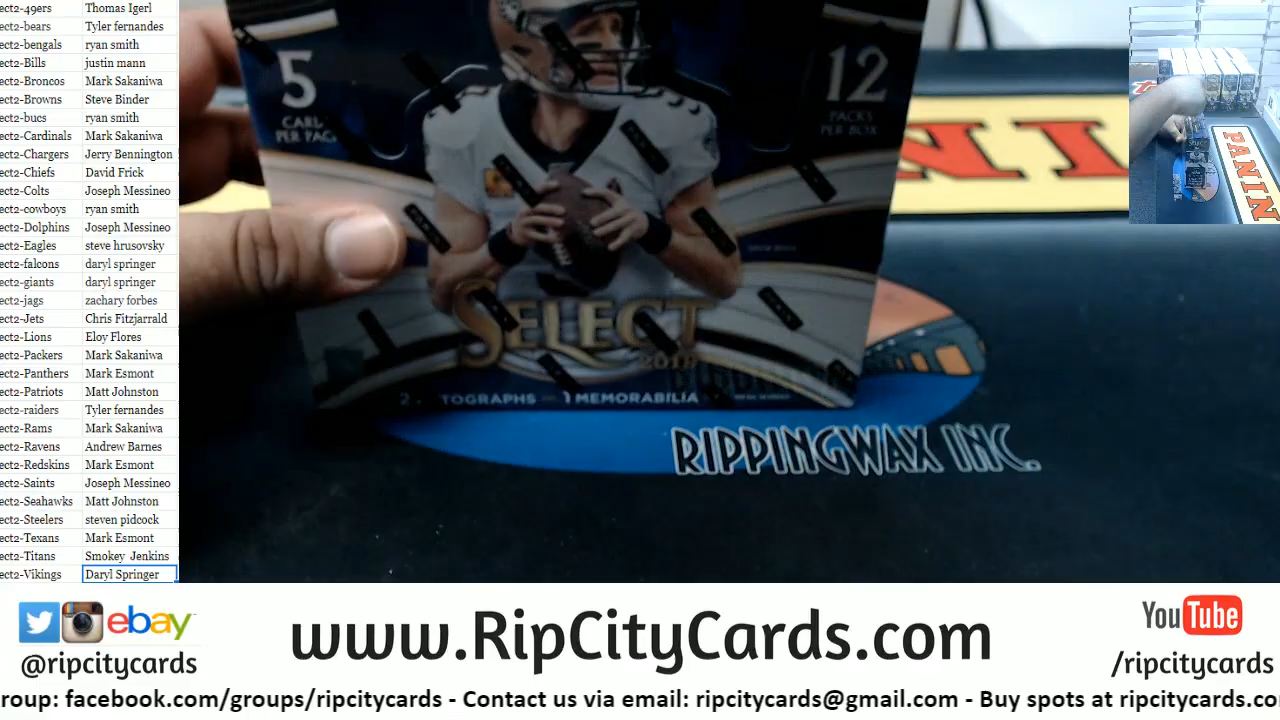 ect2-49ers Thomas Igerl
ect2-bears Tyler fernandes
ect2-bengals ryan smith
ect2-Bills justin mann
ect2-Broncos Mark Sakaniwa
ect2-Browns Steve Binder
ect2-bucs ryan smith
ect2-Cardinals Mark Sakaniwa
ect2-Chargers Jerry Bennington
ect2-Chiefs David Frick
ect2-Colts Joseph Messineo
ect2-cowboys ryan smith
ect2-Dolphins Joseph Messineo
ect2-Eagles steve hrusovsky
ect2-falcons daryl springer
ect2-giants daryl springer
ect2-jags zachary forbes
ect2-Jets Chris Fitzjarrald
ect2-Lions Eloy Flores
ect2-Packers Mark Sakaniwa
ect2-Panthers Mark Esmont
ect2-Patriots Matt Johnston
ect2-raiders Tyler fernandes
ect2-Rams Mark Sakaniwa
ect2-Ravens Andrew Barnes
ect2-Redskins Mark Esmont
ect2-Saints Joseph Messineo
ect2-Seahawks Matt Johnston
ect2-Steelers steven pidcock
ect2-Texans Mark Esmont
ect2-Titans Smokey Jenkins
ect2-Vikings Daryl Springer
5
CARD
PER PAC
12
PACKS
PER BOX
SELECT
2018
2 TOGRAPHS 1 MEMORABILIA
NINI
PANIN
RIPPINGWAX INC.
ebay
@ripcitycards
www.RipCityCards.com
YouTube
/ripcitycards
roup: facebook.com/groups/ripcitycards - Contact us via email: ripcitycards@gmail.com - Buy spots at ripcitycards.co